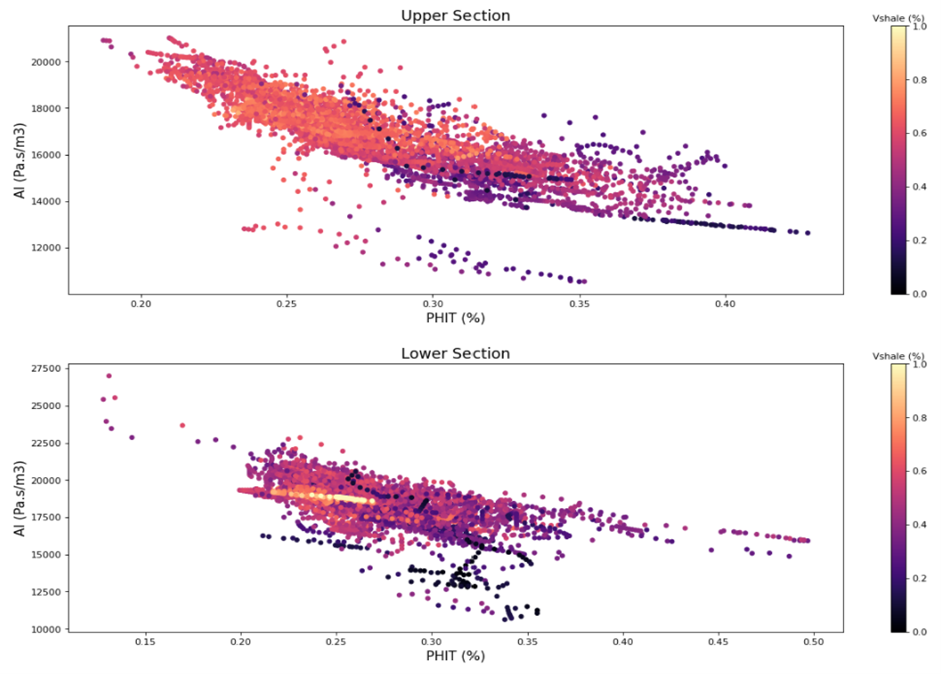 Upper Section
Vshale (%)
1.0
0.8
0.6
0.4
0.2
0.0
20000
18000
16000
14000
12000
AI (Pa.s/m3)
0.20 0.25 0.30 0.35 0.40
PHIT (%)
Lower Section
Vshale (%)
1.0
0.8
0.6
0.4
0.2
0.0
27500
25000
22500
20000
17500
15000
12500
10000
AI (Pa.s/m3)
0.15 0.20 0.25 0.30 0.35 0.40 0.45 0.50
PHIT (%)